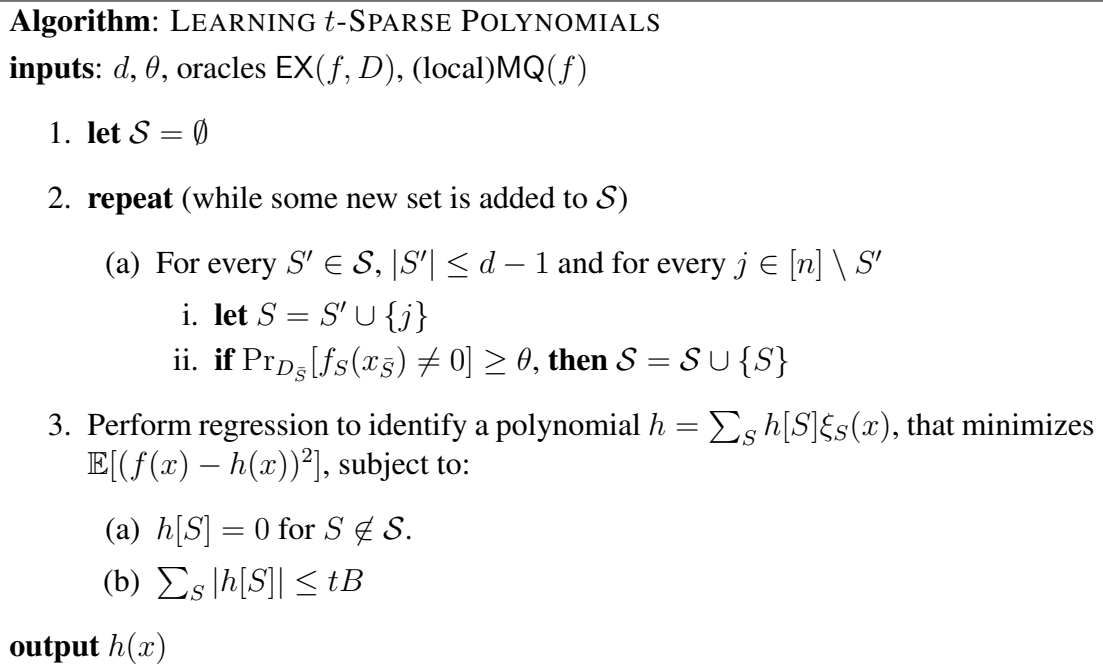 Algorithm: LEARNING t-SPARSE POLYNOMIALS
inputs: d, θ, oracles EX(f, D), (local)MQ(f)
1. let 𝒮 = ∅
2. repeat (while some new set is added to 𝒮)
(a) For every S′ ∈ 𝒮, |S′| ≤ d − 1 and for every j ∈ [n] \ S′
i. let S = S′ ∪ {j}
ii. if Pr_{D_{S̄}}[f_S(x_{S̄}) ≠ 0] ≥ θ, then 𝒮 = 𝒮 ∪ {S}
3. Perform regression to identify a polynomial h = ∑_S h[S]ξ_S(x), that minimizes
𝔼[(f(x) − h(x))²], subject to:
(a) h[S] = 0 for S ∉ 𝒮.
(b) ∑_S |h[S]| ≤ tB
output h(x)